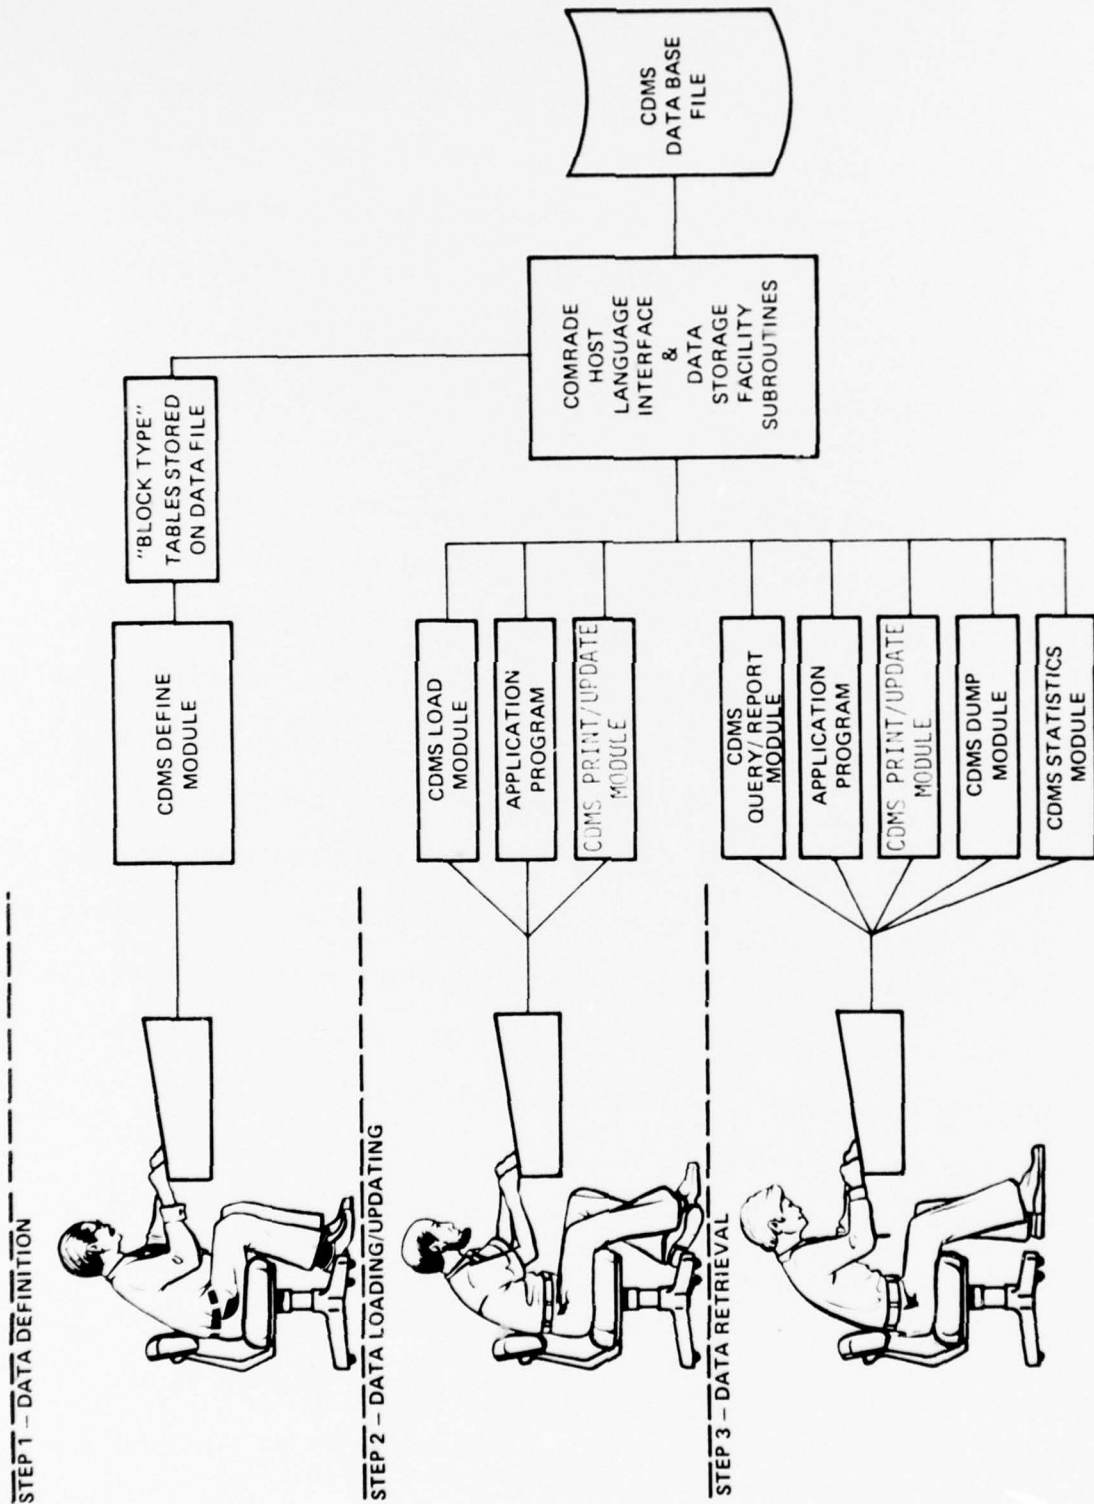 STEP 1 – DATA DEFINITION
CDMS DEFINE
MODULE
"BLOCK TYPE"
TABLES STORED
ON DATA FILE
STEP 2 – DATA LOADING/UPDATING
CDMS LOAD
MODULE
APPLICATION
PROGRAM
CDMS PRINT/UPDATE
MODULE
STEP 3 – DATA RETRIEVAL
CDMS
QUERY/REPORT
MODULE
APPLICATION
PROGRAM
CDMS PRINT/UPDATE
MODULE
CDMS DUMP
MODULE
CDMS STATISTICS
MODULE
COMRADE
HOST
LANGUAGE
INTERFACE
&
DATA
STORAGE
FACILITY
SUBROUTINES
CDMS
DATA BASE
FILE